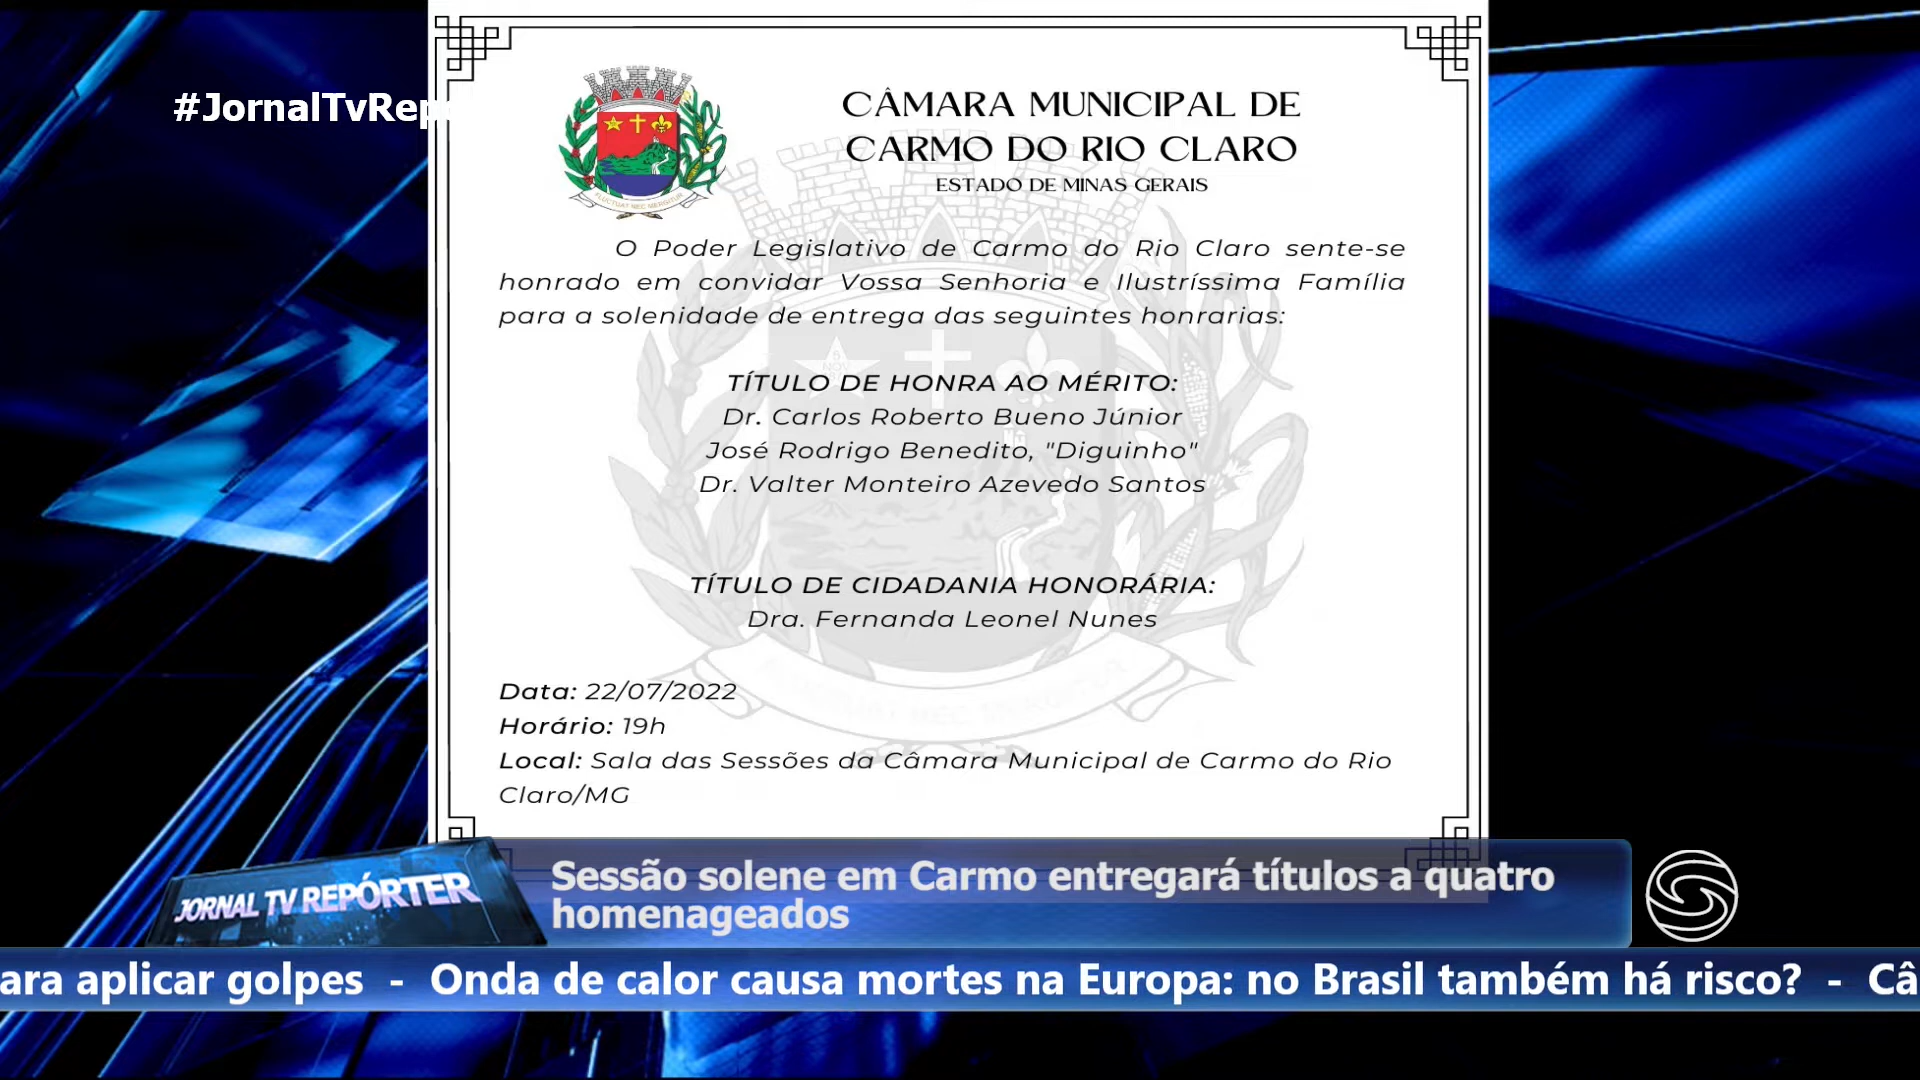 #JornalTvRep
CÂMARA MUNICIPAL DE
CARMO DO RIO CLARO
ESTADO DE MINAS GERAIS
FLUCTUAT NEC MERGITUR
O Poder Legislativo de Carmo do Rio Claro sente-se
honrado em convidar Vossa Senhoria e Ilustríssima Família
para a solenidade de entrega das seguintes honrarias:
TÍTULO DE HONRA AO MÉRITO:
Dr. Carlos Roberto Bueno Júnior
José Rodrigo Benedito, "Diguinho"
Dr. Valter Monteiro Azevedo Santos
TÍTULO DE CIDADANIA HONORÁRIA:
Dra. Fernanda Leonel Nunes
Data: 22/07/2022
Horário: 19h
Local: Sala das Sessões da Câmara Municipal de Carmo do Rio
Claro/MG
JORNAL TV REPÓRTER
Sessão solene em Carmo entregará títulos a quatro
homenageados
ara aplicar golpes - Onda de calor causa mortes na Europa: no Brasil também há risco? - Câ